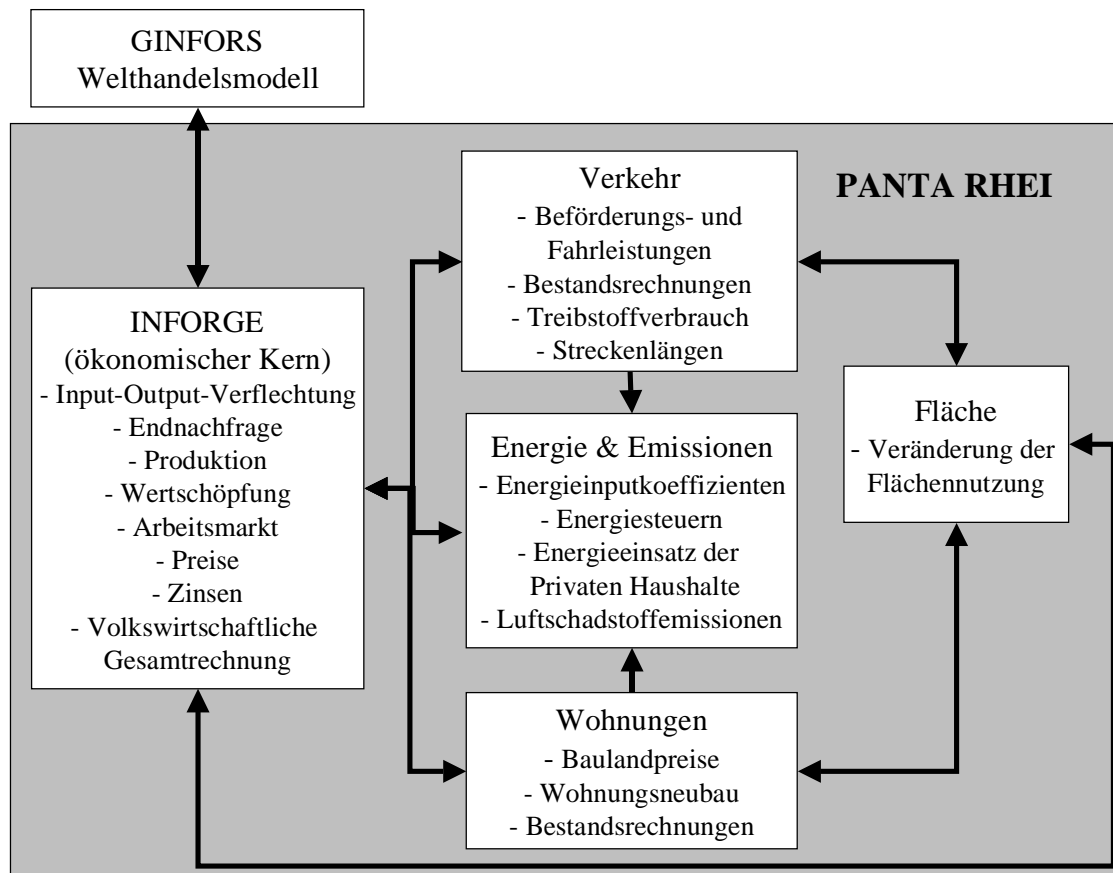 GINFORS
Welthandelsmodell
PANTA RHEI
INFORGE
(ökonomischer Kern)
- Input-Output-Verflechtung
- Endnachfrage
- Produktion
- Wertschöpfung
- Arbeitsmarkt
- Preise
- Zinsen
- Volkswirtschaftliche
Gesamtrechnung
Verkehr
- Beförderungs- und
Fahrleistungen
- Bestandsrechnungen
- Treibstoffverbrauch
- Streckenlängen
Energie & Emissionen
- Energieinputkoeffizienten
- Energiesteuern
- Energieeinsatz der
Privaten Haushalte
- Luftschadstoffemissionen
Wohnungen
- Baulandpreise
- Wohnungsneubau
- Bestandsrechnungen
Fläche
- Veränderung der
Flächennutzung